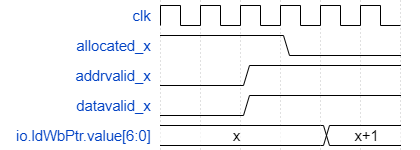 clk
allocated_x
addrvalid_x
datavalid_x
io.ldWbPtr.value[6:0] x x+1